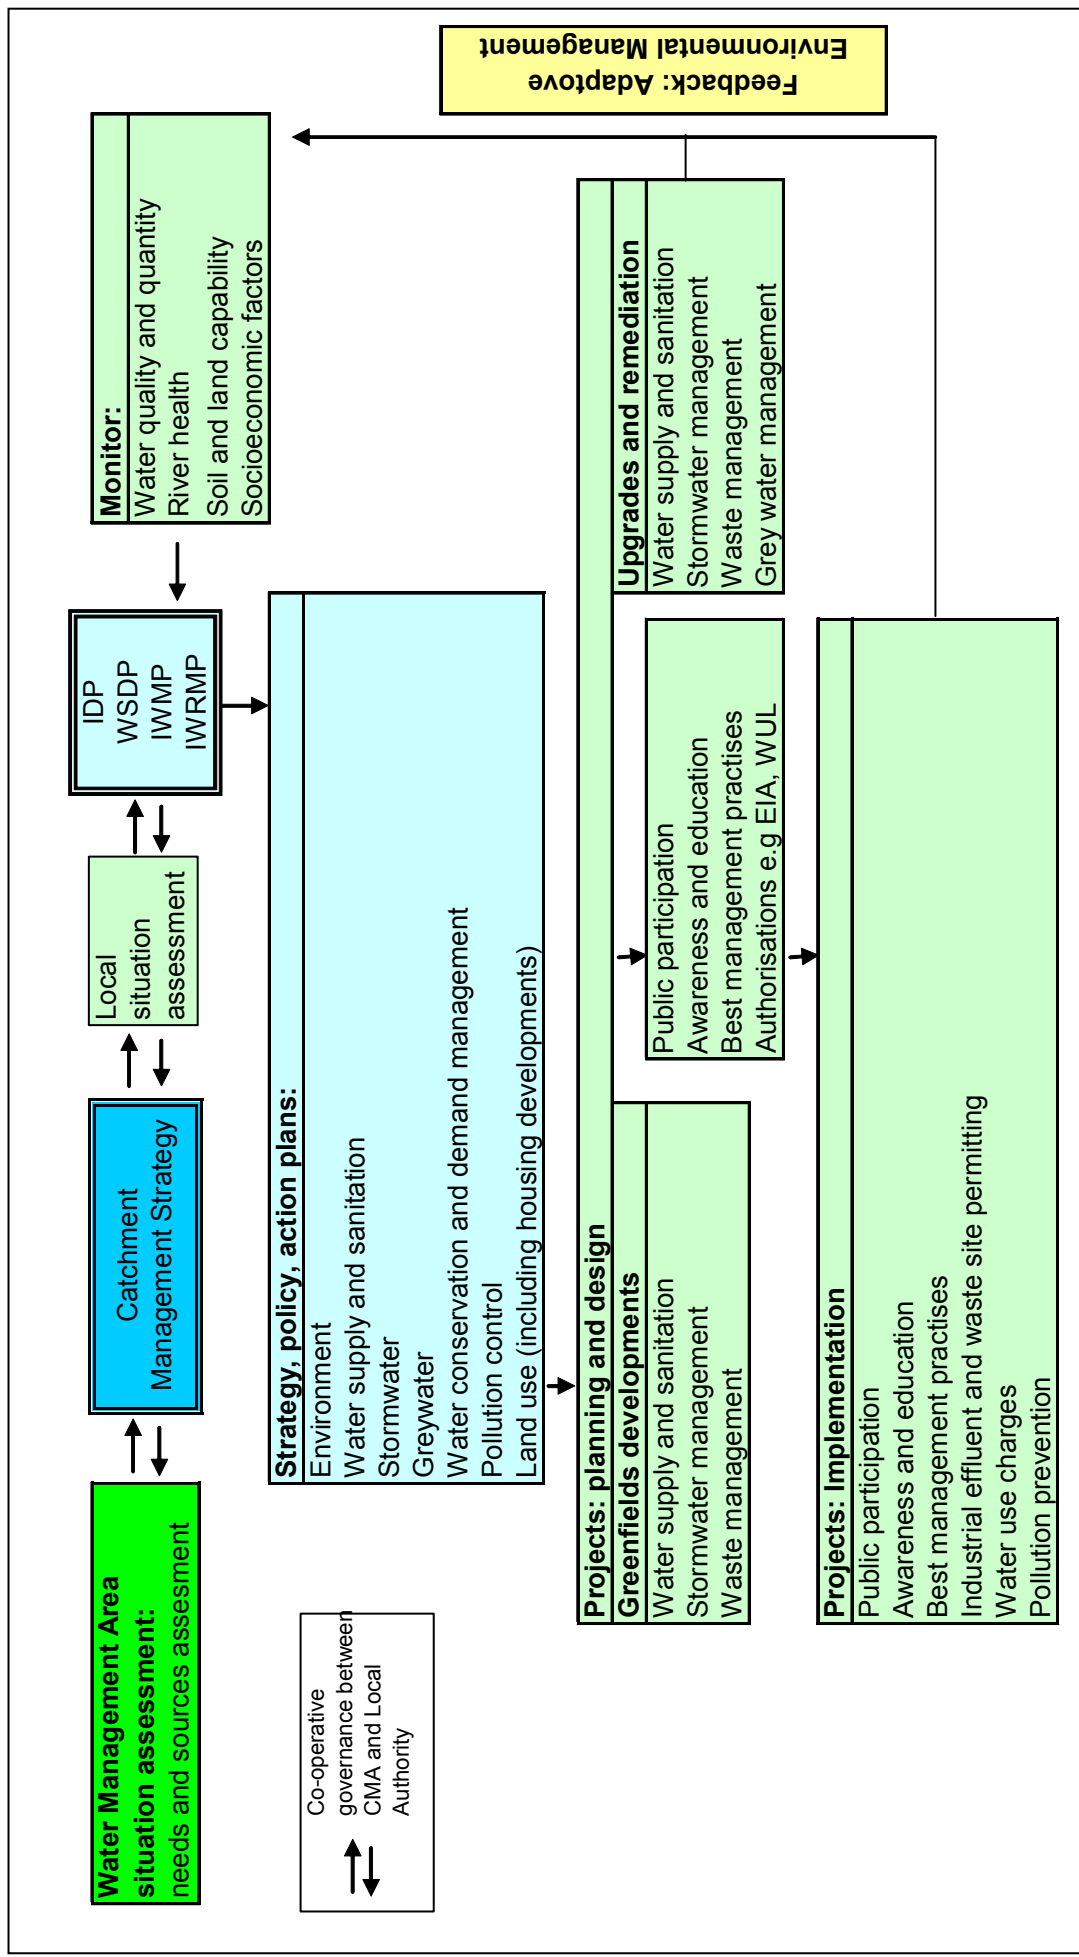 Water Management Area
situation assessment:
needs and sources assesment
Catchment
Management Strategy
Local
situation
assessment
IDP
WSDP
IWMP
IWRMP
Monitor:
Water quality and quantity
River health
Soil and land capability
Socioeconomic factors
Co-operative
governance between
CMA and Local
Authority
Strategy, policy, action plans:
Environment
Water supply and sanitation
Stormwater
Greywater
Water conservation and demand management
Pollution control
Land use (including housing developments)
Projects: planning and design
Greenfields developments
Water supply and sanitation
Stormwater management
Waste management
Public participation
Awareness and education
Best management practises
Authorisations e.g EIA, WUL
Upgrades and remediation
Water supply and sanitation
Stormwater management
Waste management
Grey water management
Projects: Implementation
Public participation
Awareness and education
Best management practises
Industrial effluent and waste site permitting
Water use charges
Pollution prevention
Feedback: Adaptove
Environmental Management